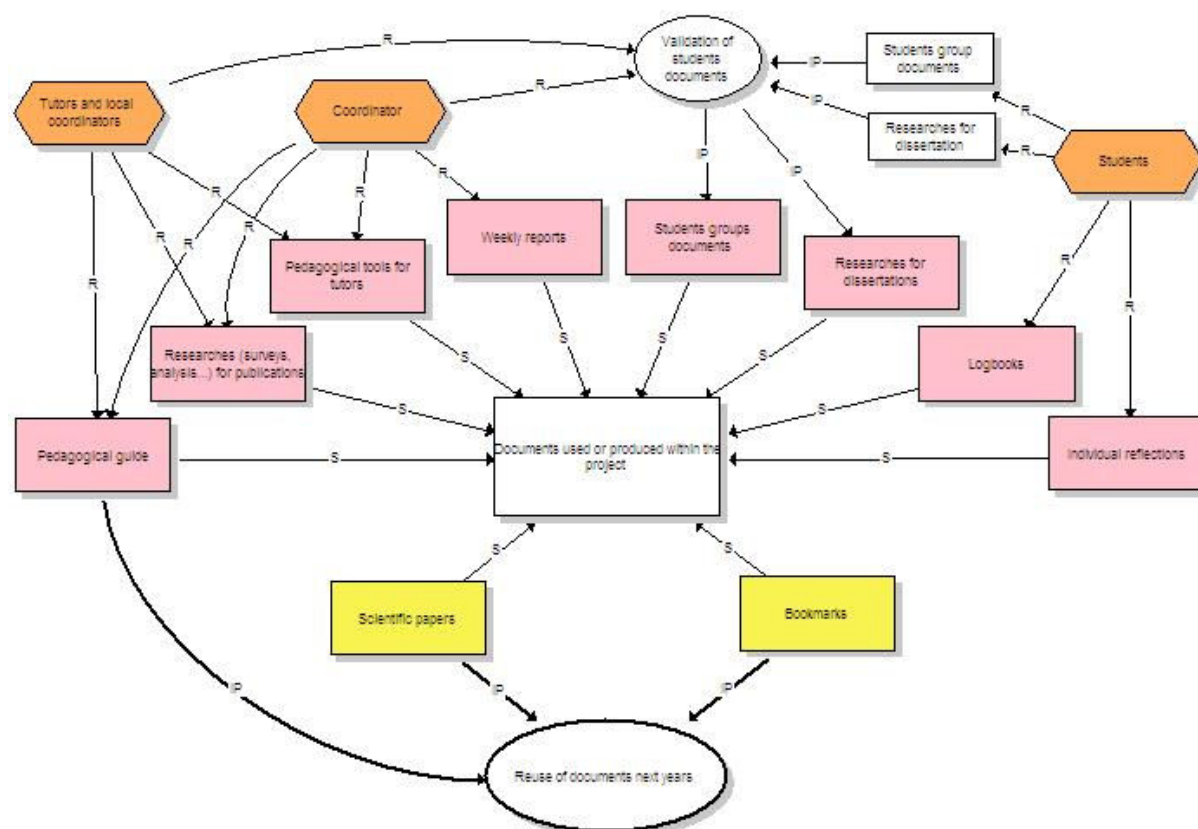 Validation of
students
documents
Students group
documents
Researches for
dissertation
Tutors and local
coordinators
Coordinator
Students
R
R
IP
IP
R
R
Weekly reports
Students groups
documents
Pedagogical tools for
tutors
Researches for
dissertations
Researches (surveys,
analysis...) for publications
Logbooks
Pedagogical guide
Individual reflections
R
R
R
R
R
R
R
IP
IP
R
R
Documents used or produced within the
project
S
S
S
S
S
S
S
S
S
S
Scientific papers
Bookmarks
IP
IP
IP
Reuse of documents next years